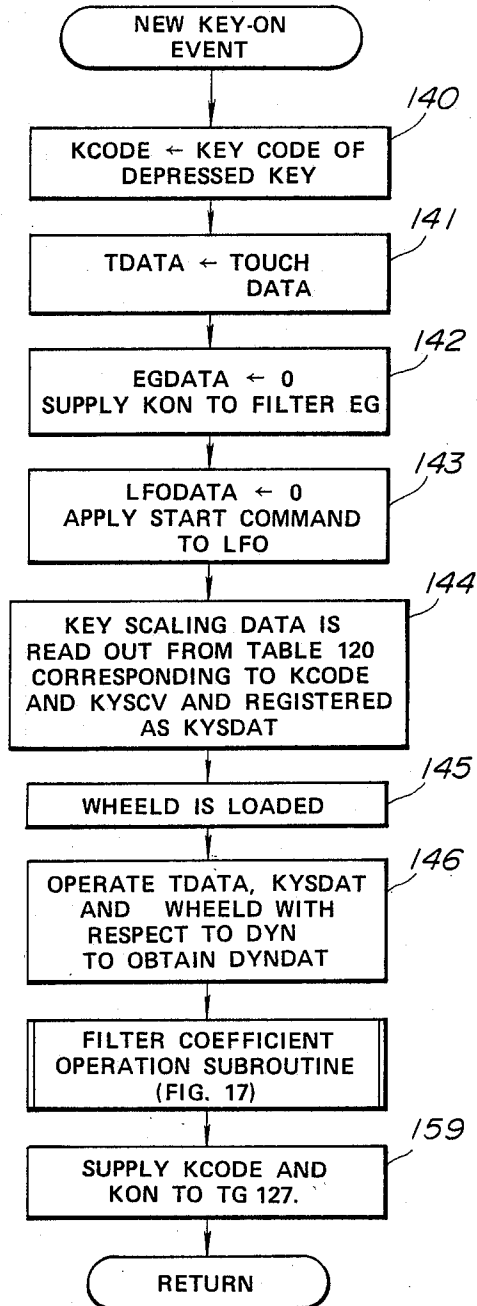 NEW KEY-ON
EVENT
140
KCODE ← KEY CODE OF
DEPRESSED KEY
141
TDATA ← TOUCH
DATA
142
EGDATA ← 0
SUPPLY KON TO FILTER EG
143
LFODATA ← 0
APPLY START COMMAND
TO LFO
144
KEY SCALING DATA IS
READ OUT FROM TABLE 120
CORRESPONDING TO KCODE
AND KYSCV AND REGISTERED
AS KYSDAT
145
WHEELD IS LOADED
146
OPERATE TDATA, KYSDAT
AND WHEELD WITH
RESPECT TO DYN
TO OBTAIN DYNDAT
FILTER COEFFICIENT
OPERATION SUBROUTINE
(FIG. 17)
159
SUPPLY KCODE AND
KON TO TG 127.
RETURN